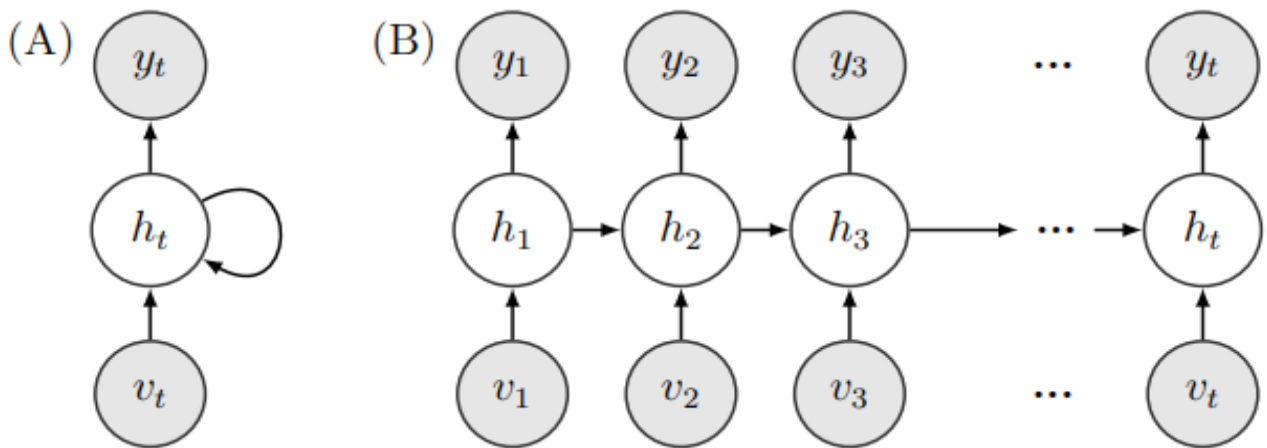 (A) y_t (B) y_1 y_2 y_3 ... y_t
h_t h_1 h_2 h_3 ... h_t
v_t v_1 v_2 v_3 ... v_t